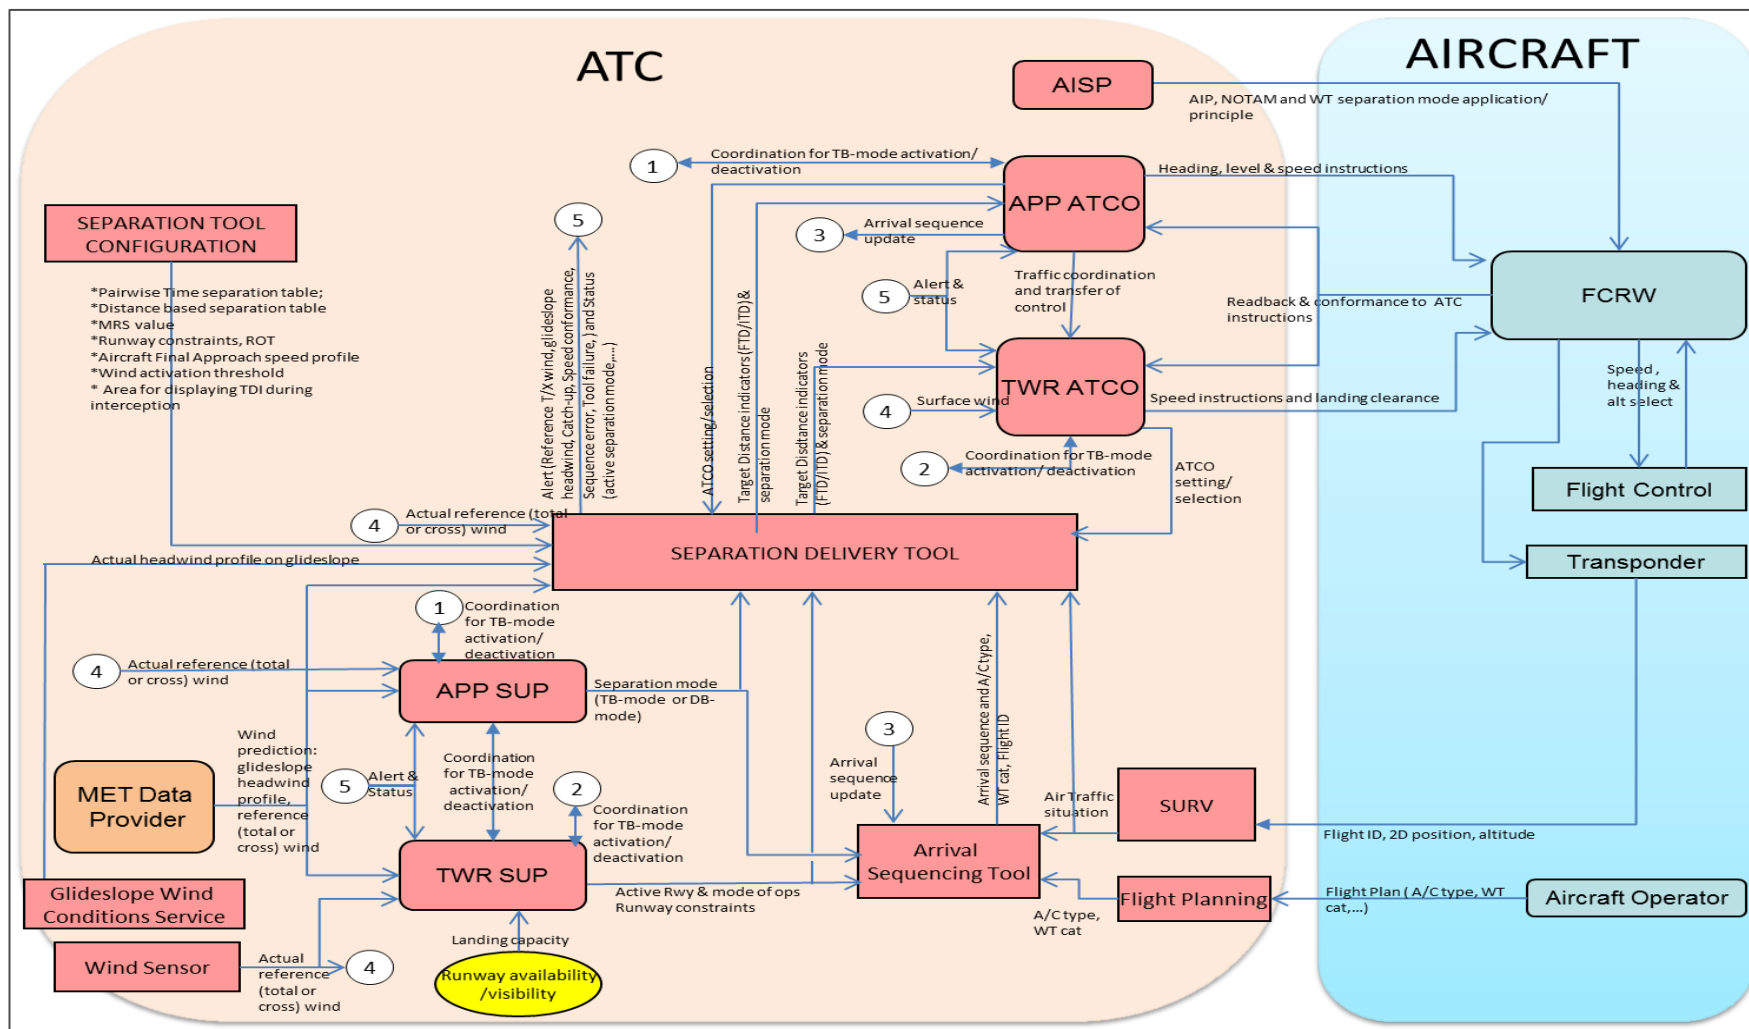 ATC
AIRCRAFT
AISP
AIP, NOTAM and WT separation mode application/
principle
1
Coordination for TB-mode activation/
deactivation
APP ATCO
Heading, level & speed instructions
SEPARATION TOOL
CONFIGURATION
5
3
Arrival sequence
update
*Pairwise Time separation table;
*Distance based separation table
*MRS value
*Runway constraints, ROT
*Aircraft Final Approach speed profile
*Wind activation threshold
* Area for displaying TDI during
interception
Alert (Reference T/X wind, glideslope
headwind, Catch-up, Speed conformance,
Sequence error, Tool failure, ) and Status
(active separation mode,....)
ATCO setting/selection
Target Distance indicators (FTD/ITD) &
separation mode
Target Disdtance indicators
(FTD/ITD) & separation mode
5
Alert &
status
Traffic coordination
and transfer of
control
FCRW
Readback & conformance to ATC
instructions
TWR ATCO
4
Surface wind
Speed instructions and landing clearance
Speed ,
heading &
alt select
2
Coordination for TB-mode
activation/ deactivation
ATCO
setting/
selection
Flight Control
4
Actual reference (total
or cross) wind
SEPARATION DELIVERY TOOL
Actual headwind profile on glideslope
Transponder
1
Coordination
for TB-mode
activation/
deactivation
4
Actual reference (total
or cross) wind
APP SUP
Separation mode
(TB-mode or DB-
mode)
Arrival sequence and A/C type,
WT cat, Flight ID
Wind
prediction:
glideslope
headwind
profile,
reference
(total or
cross) wind
MET Data
Provider
5
Alert &
Status
Coordination
for TB-mode
activation/
deactivation
2
Coordination
for TB-mode
activation/
deactivation
3
Arrival
sequence
update
Air Traffic
situation
SURV
Flight ID, 2D position, altitude
TWR SUP
Arrival
Sequencing Tool
Glideslope Wind
Conditions Service
Active Rwy & mode of ops
Runway constraints
A/C type,
WT cat
Flight Planning
Flight Plan ( A/C type, WT
cat,...)
Aircraft Operator
Wind Sensor
Actual
reference
(total or
cross) wind
4
Landing capacity
Runway availability
/visibility